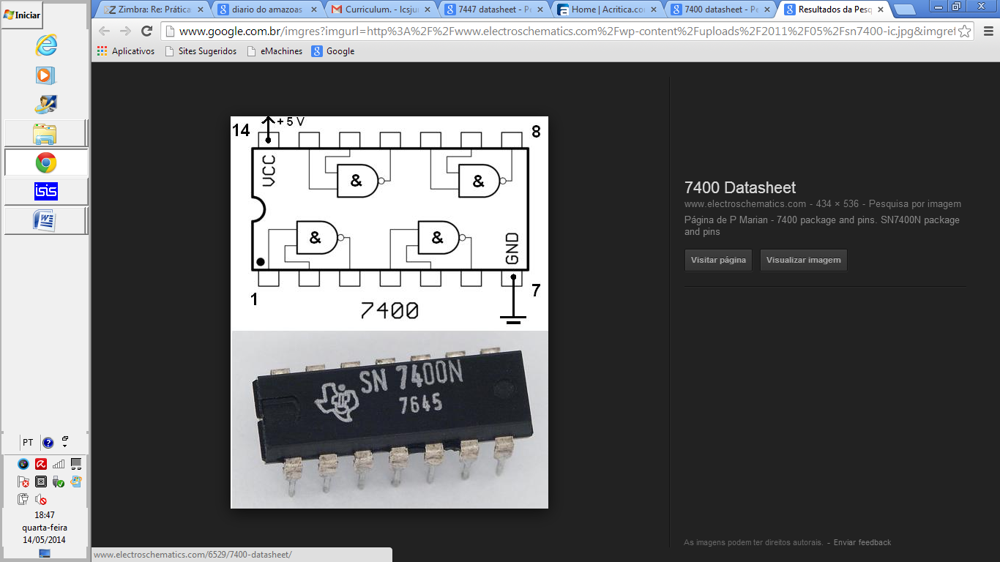 Iniciar
Zimbra: Re: Prática
diario do amazoas
Curriculum. - lcsjun
7447 datasheet - Pe
Home | Acritica.co
7400 datasheet - Pe
Resultados da Pesq
www.google.com.br/imgres?imgurl=http%3A%2F%2Fwww.electroschematics.com%2Fwp-content%2Fuploads%2F2011%2F05%2Fsn7400-ic.jpg&imgref
Aplicativos
Sites Sugeridos
eMachines
Google
isis
+ 5 V
14
8
VCC
&
&
&
&
GND
1
7
7400
SN 7400N
7645
7400 Datasheet
www.electroschematics.com - 434 × 536 - Pesquisa por imagem
Página de P Marian - 7400 package and pins. SN7400N package
and pins
Visitar página
Visualizar imagem
As imagens podem ter direitos autorais. - Enviar feedback
PT
18:47
quarta-feira
14/05/2014
www.electroschematics.com/6529/7400-datasheet/